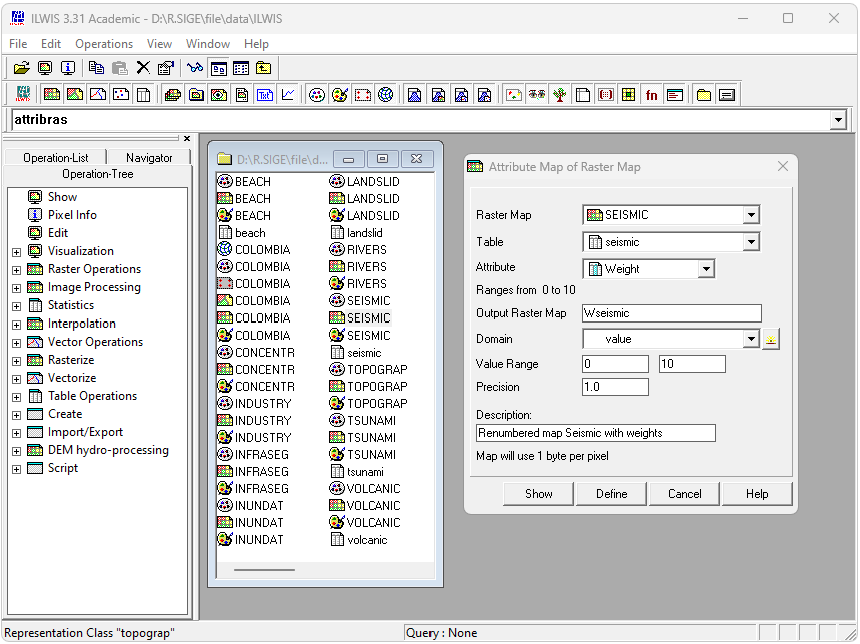 ILWIS 3.31 Academic - D:\R.SIGE\file\data\ILWIS
File Edit Operations View Window Help
ILWIS Txt fn
attribras
Operation-List Navigator
Operation-Tree
Show
Pixel Info
Edit
Visualization
Raster Operations
Image Processing
Statistics
Interpolation
Vector Operations
Rasterize
Vectorize
Table Operations
Create
Import/Export
DEM hydro-processing
Script
D:\R.SIGE\file\d...
BEACH
BEACH
BEACH
beach
COLOMBIA
COLOMBIA
COLOMBIA
COLOMBIA
COLOMBIA
COLOMBIA
CONCENTR
CONCENTR
CONCENTR
INDUSTRY
INDUSTRY
INDUSTRY
INFRASEG
INFRASEG
INFRASEG
INUNDAT
INUNDAT
INUNDAT
LANDSLID
LANDSLID
LANDSLID
landslid
RIVERS
RIVERS
RIVERS
SEISMIC
SEISMIC
SEISMIC
seismic
TOPOGRAP
TOPOGRAP
TOPOGRAP
TSUNAMI
TSUNAMI
TSUNAMI
tsunami
VOLCANIC
VOLCANIC
VOLCANIC
volcanic
Attribute Map of Raster Map
Raster Map SEISMIC
Table seismic
Attribute Weight
Ranges from 0 to 10
Output Raster Map Wseismic
Domain value
Value Range 0 10
Precision 1.0
Description:
Renumbered map Seismic with weights
Map will use 1 byte per pixel
Show Define Cancel Help
Representation Class "topograp" Query : None